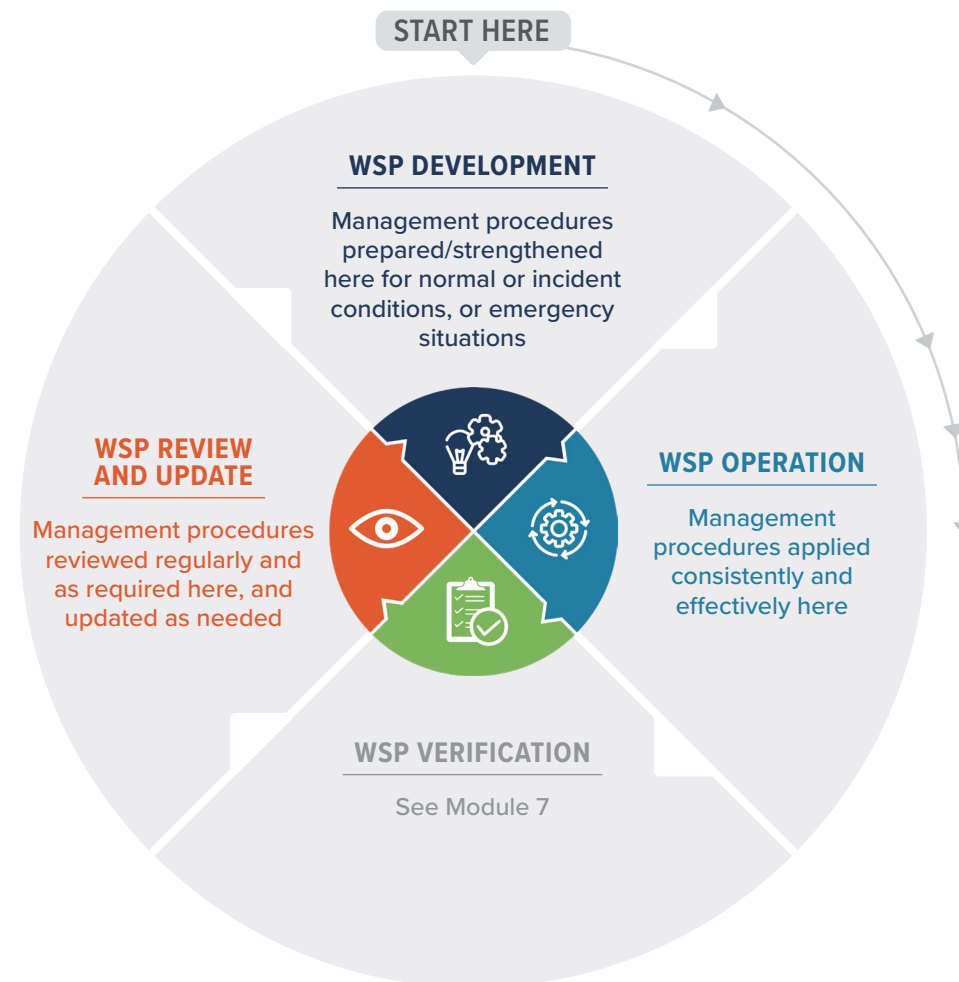 START HERE
WSP DEVELOPMENT
Management procedures
prepared/strengthened
here for normal or incident
conditions, or emergency
situations
WSP OPERATION
Management
procedures applied
consistently and
effectively here
WSP VERIFICATION
See Module 7
WSP REVIEW
AND UPDATE
Management procedures
reviewed regularly and
as required here, and
updated as needed